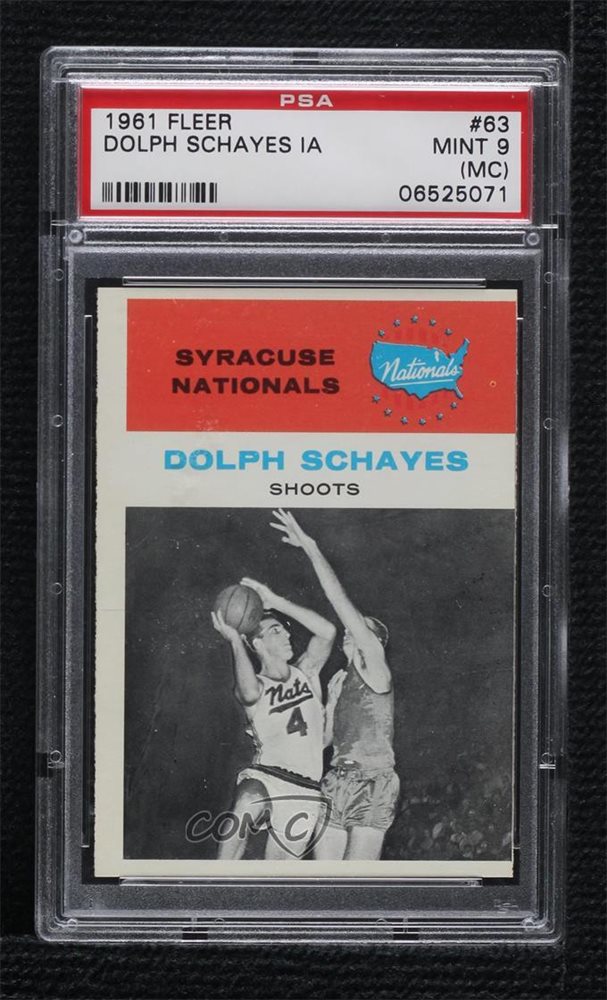 PSA
1961 FLEER #63
DOLPH SCHAYES IA MINT 9
(MC)
06525071
SYRACUSE
NATIONALS
Nationals
DOLPH SCHAYES
SHOOTS
Nats
4
COMC